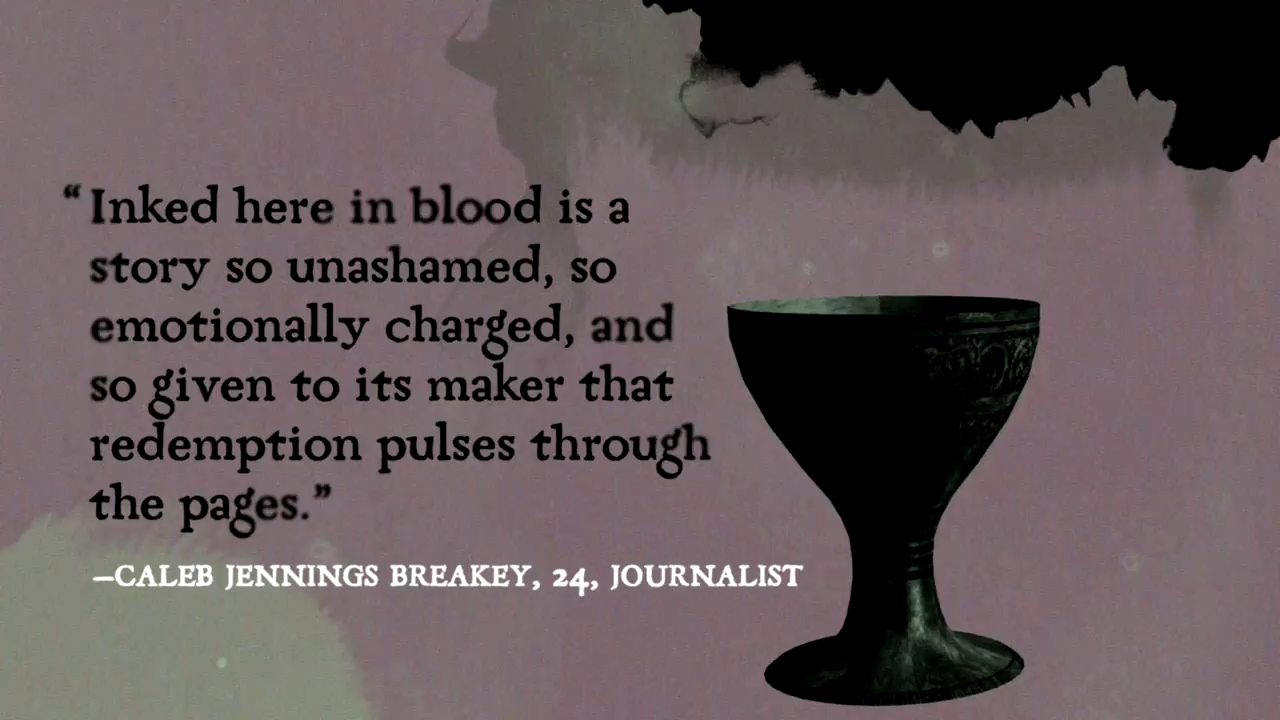 “Inked here in blood is a
story so unashamed, so
emotionally charged, and
so given to its maker that
redemption pulses through
the pages.”
—CALEB JENNINGS BREAKEY, 24, JOURNALIST